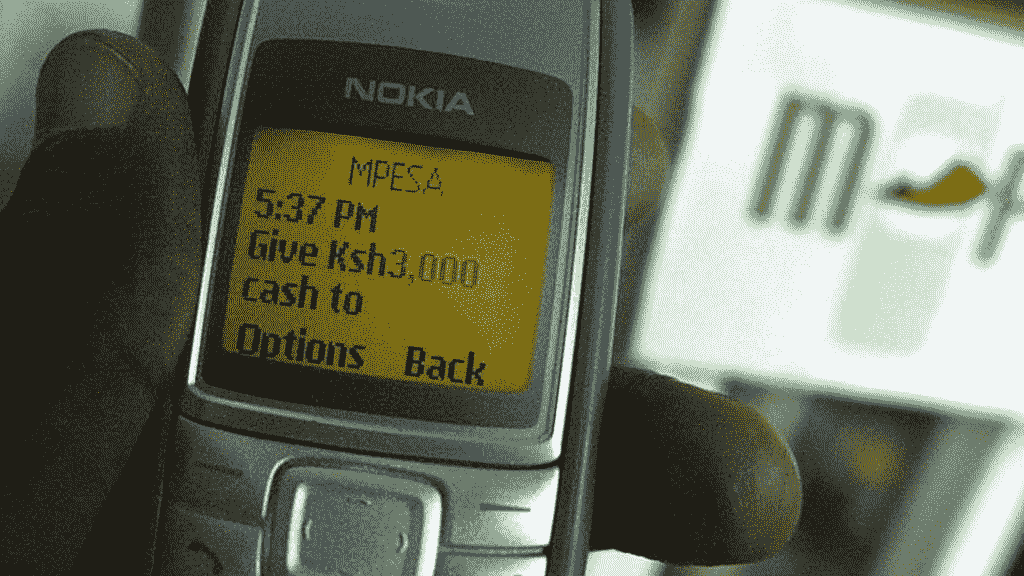 NOKIA
MPESA
5:37 PM
Give Ksh3,000
cash to
Options Back
m